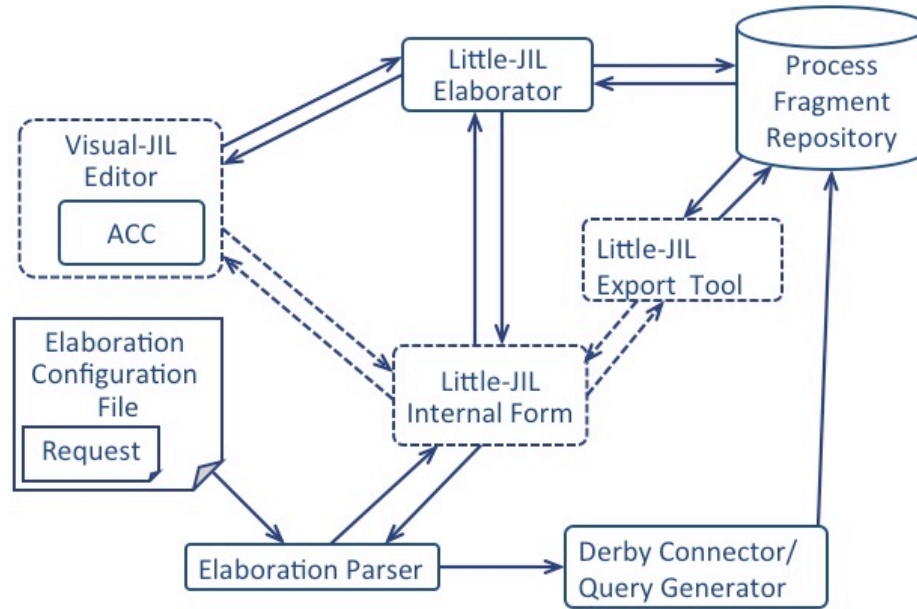 Little-JIL
Elaborator
Process
Fragment
Repository
Visual-JIL
Editor
ACC
Little-JIL
Export Tool
Elaboration
Configuration
File
Request
Little-JIL
Internal Form
Elaboration Parser
Derby Connector/
Query Generator